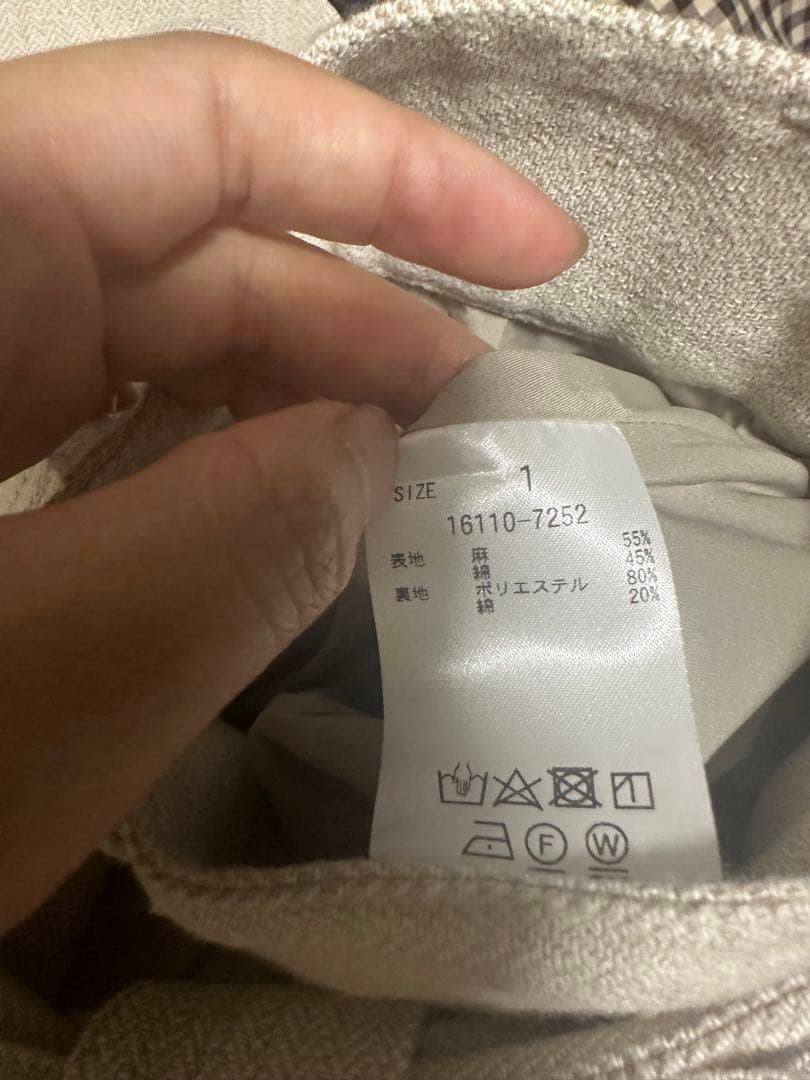 SIZE 1
16110-7252
表地 麻 55%
綿 45%
裏地 ポリエステル 80%
綿 20%
F W